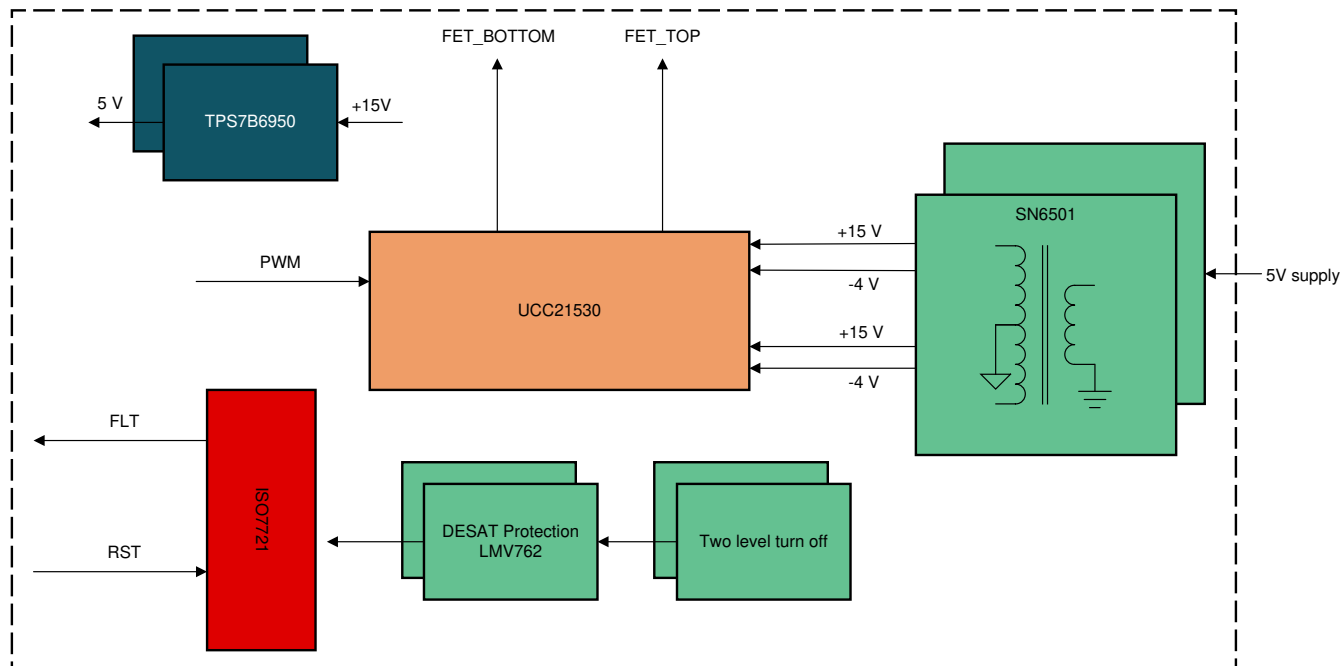 FET_BOTTOM
FET_TOP
5 V
TPS7B6950
+15V
SN6501
+15 V
PWM
-4 V
5V supply
UCC21530
+15 V
-4 V
FLT
ISO7721
RST
DESAT Protection
LMV762
Two level turn off